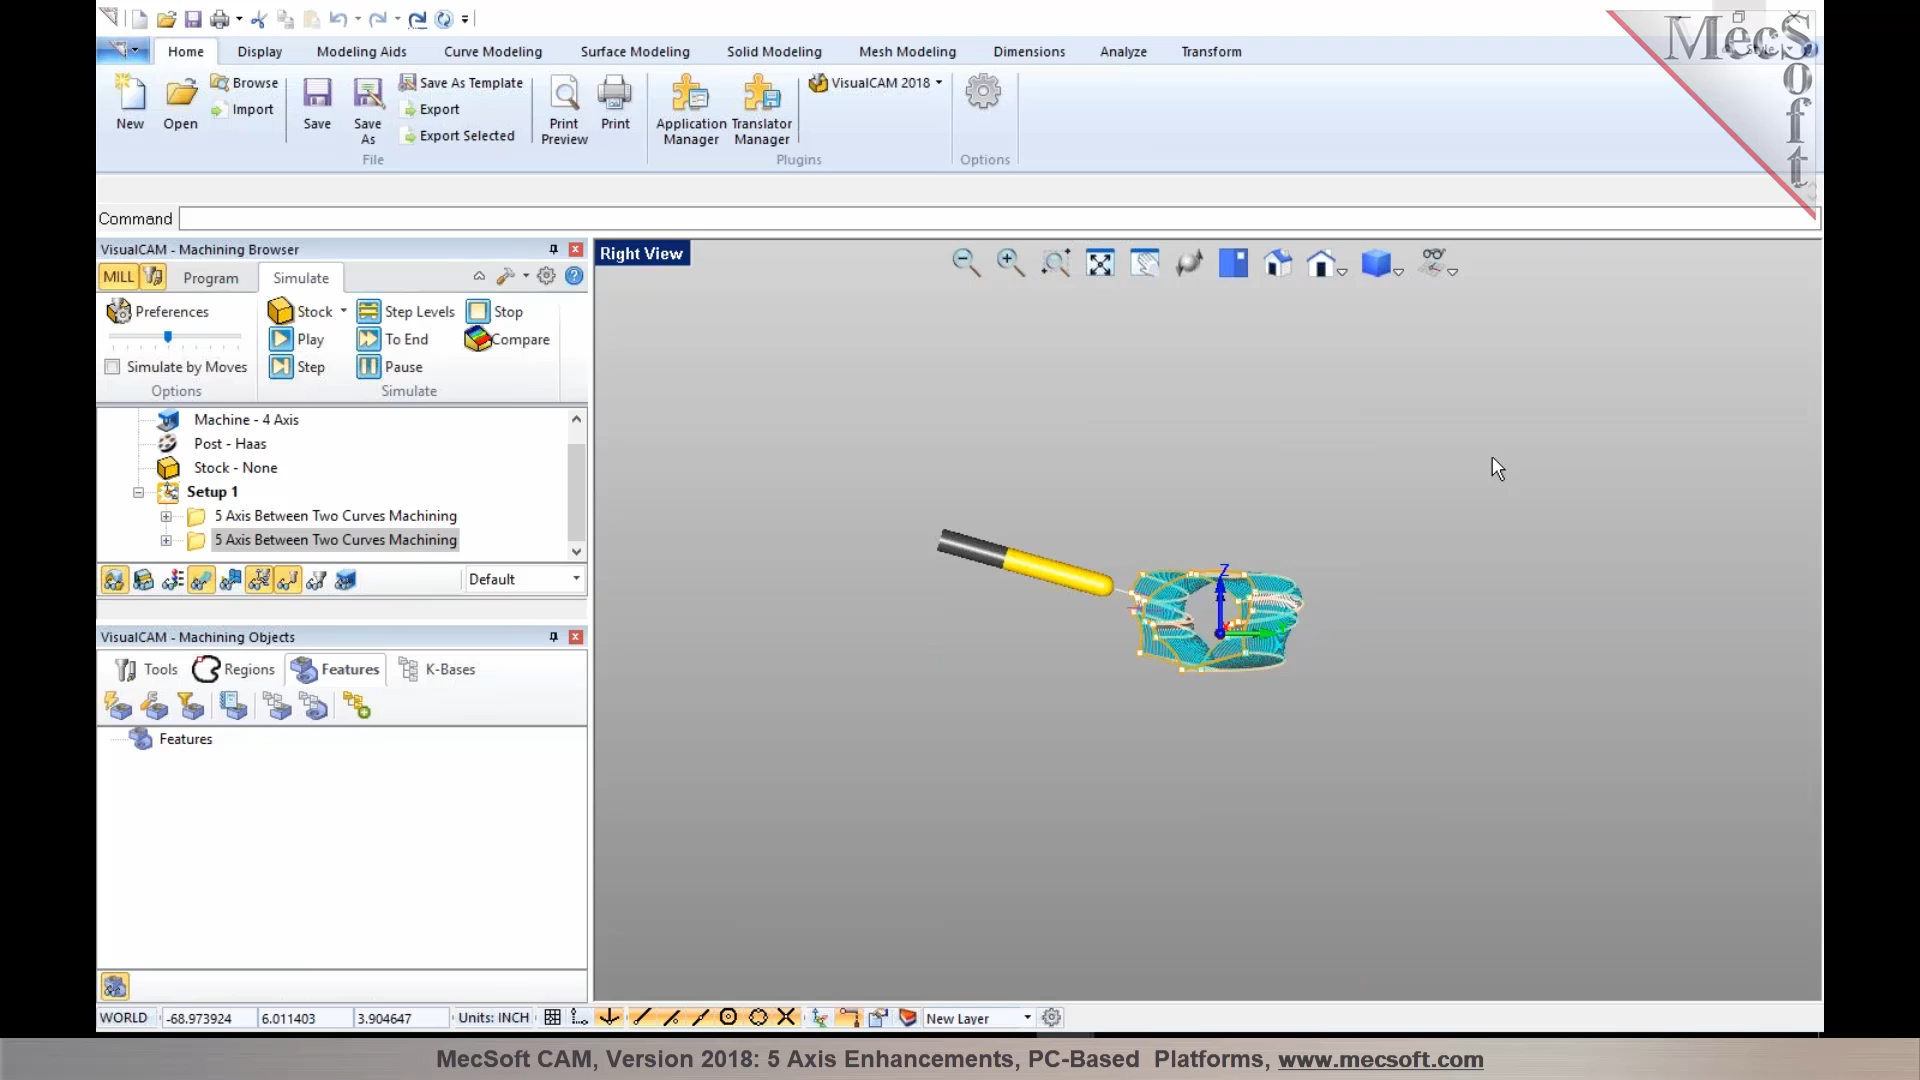 Home Display Modeling Aids Curve Modeling Surface Modeling Solid Modeling Mesh Modeling Dimensions Analyze Transform
MecSoft
New Open Browse Import Save Save As Save As Template Export Export Selected Print Preview Print Application Manager Translator Manager VisualCAM 2018
File Plugins Options
Command
VisualCAM - Machining Browser
Right View
MILL Program Simulate
Preferences Stock Step Levels Stop
Play To End Compare
Simulate by Moves Step Pause
Options Simulate
Machine - 4 Axis
Post - Haas
Stock - None
Setup 1
5 Axis Between Two Curves Machining
5 Axis Between Two Curves Machining
Default
Z
VisualCAM - Machining Objects
Tools Regions Features K-Bases
Features
WORLD -68.973924 6.011403 3.904647 Units: INCH New Layer
MecSoft CAM, Version 2018: 5 Axis Enhancements, PC-Based Platforms, www.mecsoft.com